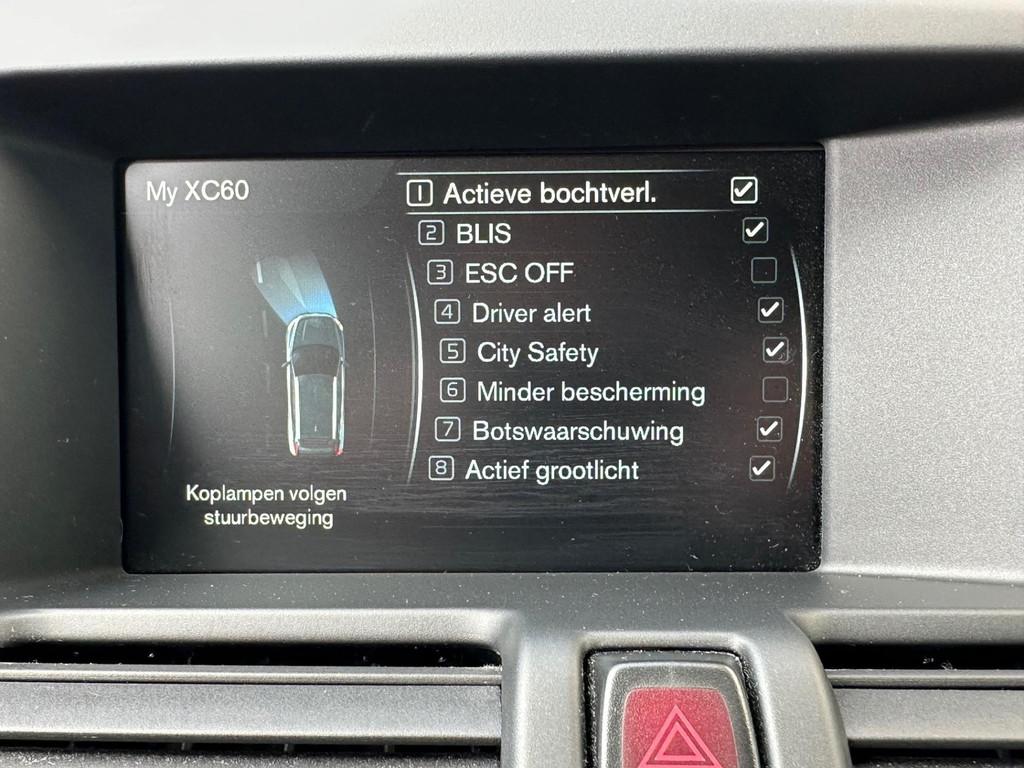 My XC60
1 Actieve bochtverl.
2 BLIS
3 ESC OFF
4 Driver alert
5 City Safety
6 Minder bescherming
7 Botswaarschuwing
8 Actief grootlicht
Koplampen volgen
stuurbeweging